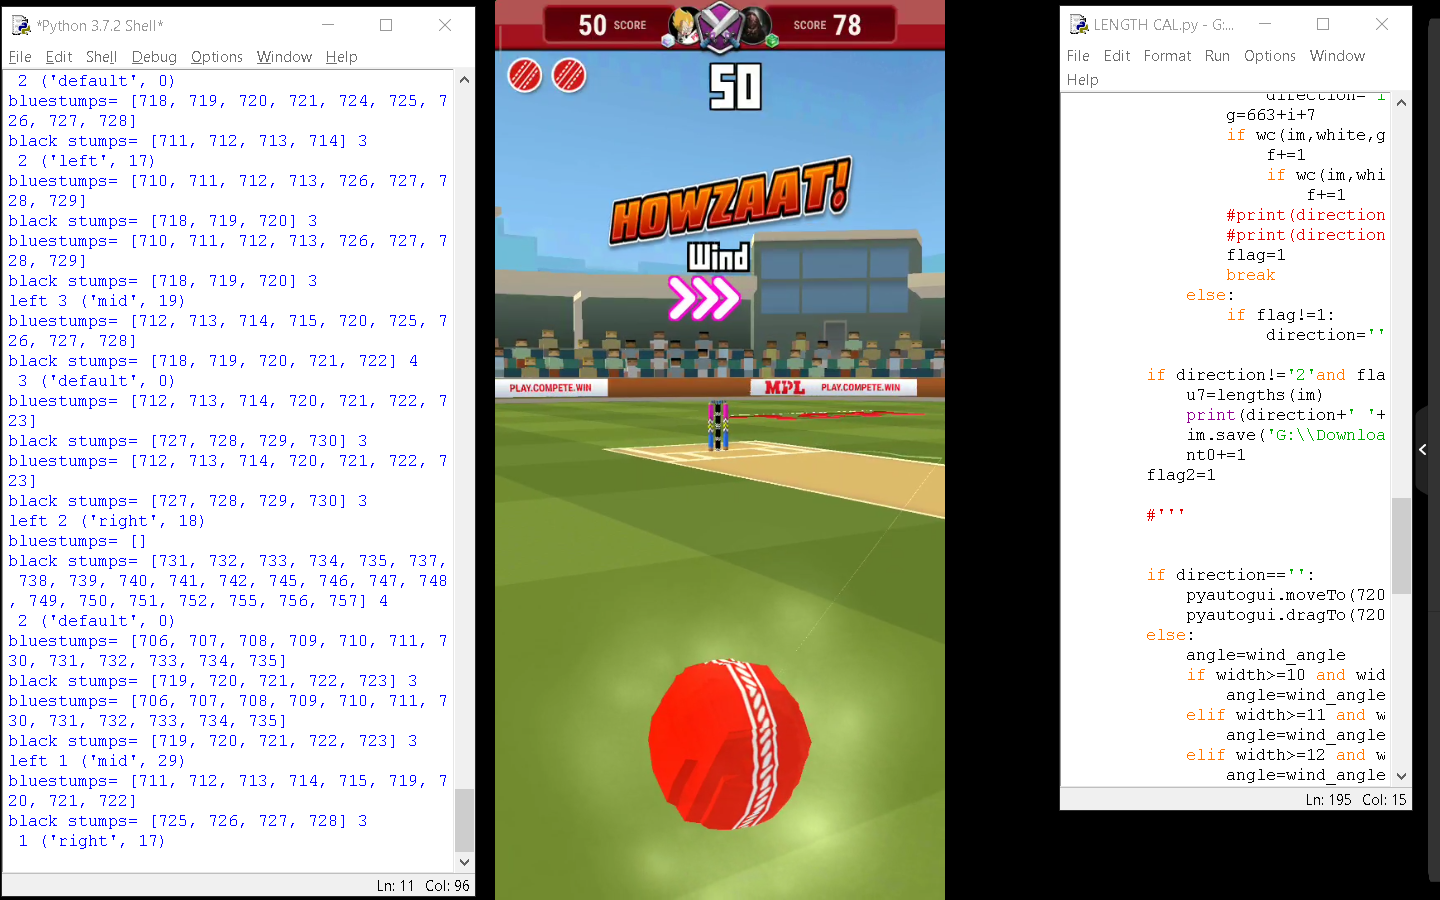 *Python 3.7.2 Shell*
File Edit Shell Debug Options Window Help
2 ('default', 0)
bluestumps= [718, 719, 720, 721, 724, 725, 7
26, 727, 728]
black stumps= [711, 712, 713, 714] 3
2 ('left', 17)
bluestumps= [710, 711, 712, 713, 726, 727, 7
28, 729]
black stumps= [718, 719, 720] 3
bluestumps= [710, 711, 712, 713, 726, 727, 7
28, 729]
black stumps= [718, 719, 720] 3
left 3 ('mid', 19)
bluestumps= [712, 713, 714, 715, 720, 725, 7
26, 727, 728]
black stumps= [718, 719, 720, 721, 722] 4
3 ('default', 0)
bluestumps= [712, 713, 714, 720, 721, 722, 7
23]
black stumps= [727, 728, 729, 730] 3
bluestumps= [712, 713, 714, 720, 721, 722, 7
23]
black stumps= [727, 728, 729, 730] 3
left 2 ('right', 18)
bluestumps= []
black stumps= [731, 732, 733, 734, 735, 737,
738, 739, 740, 741, 742, 745, 746, 747, 748
, 749, 750, 751, 752, 755, 756, 757] 4
2 ('default', 0)
bluestumps= [706, 707, 708, 709, 710, 711, 7
30, 731, 732, 733, 734, 735]
black stumps= [719, 720, 721, 722, 723] 3
bluestumps= [706, 707, 708, 709, 710, 711, 7
30, 731, 732, 733, 734, 735]
black stumps= [719, 720, 721, 722, 723] 3
left 1 ('mid', 29)
bluestumps= [711, 712, 713, 714, 715, 719, 7
20, 721, 722]
black stumps= [725, 726, 727, 728] 3
1 ('right', 17)
Ln: 11 Col: 96
50 SCORE SCORE 78
50
HOWZAAT!
Wind
PLAY.COMPETE.WIN MPL PLAY.COMPETE.WIN
LENGTH CAL.py - G:...
File Edit Format Run Options Window
Help
direction='l
g=663+i+7
if wc(im,white,g
f+=1
if wc(im,whi
f+=1
#print(direction
#print(direction
flag=1
break
else:
if flag!=1:
direction=''
if direction!='2'and fla
u7=lengths(im)
print(direction+' '+
im.save('G:\\Downloa
nt0+=1
flag2=1
#'''
if direction=='':
pyautogui.moveTo(720
pyautogui.dragTo(720
else:
angle=wind_angle
if width>=10 and wid
angle=wind_angle
elif width>=11 and w
angle=wind_angle
elif width>=12 and w
angle=wind_angle
Ln: 195 Col: 15